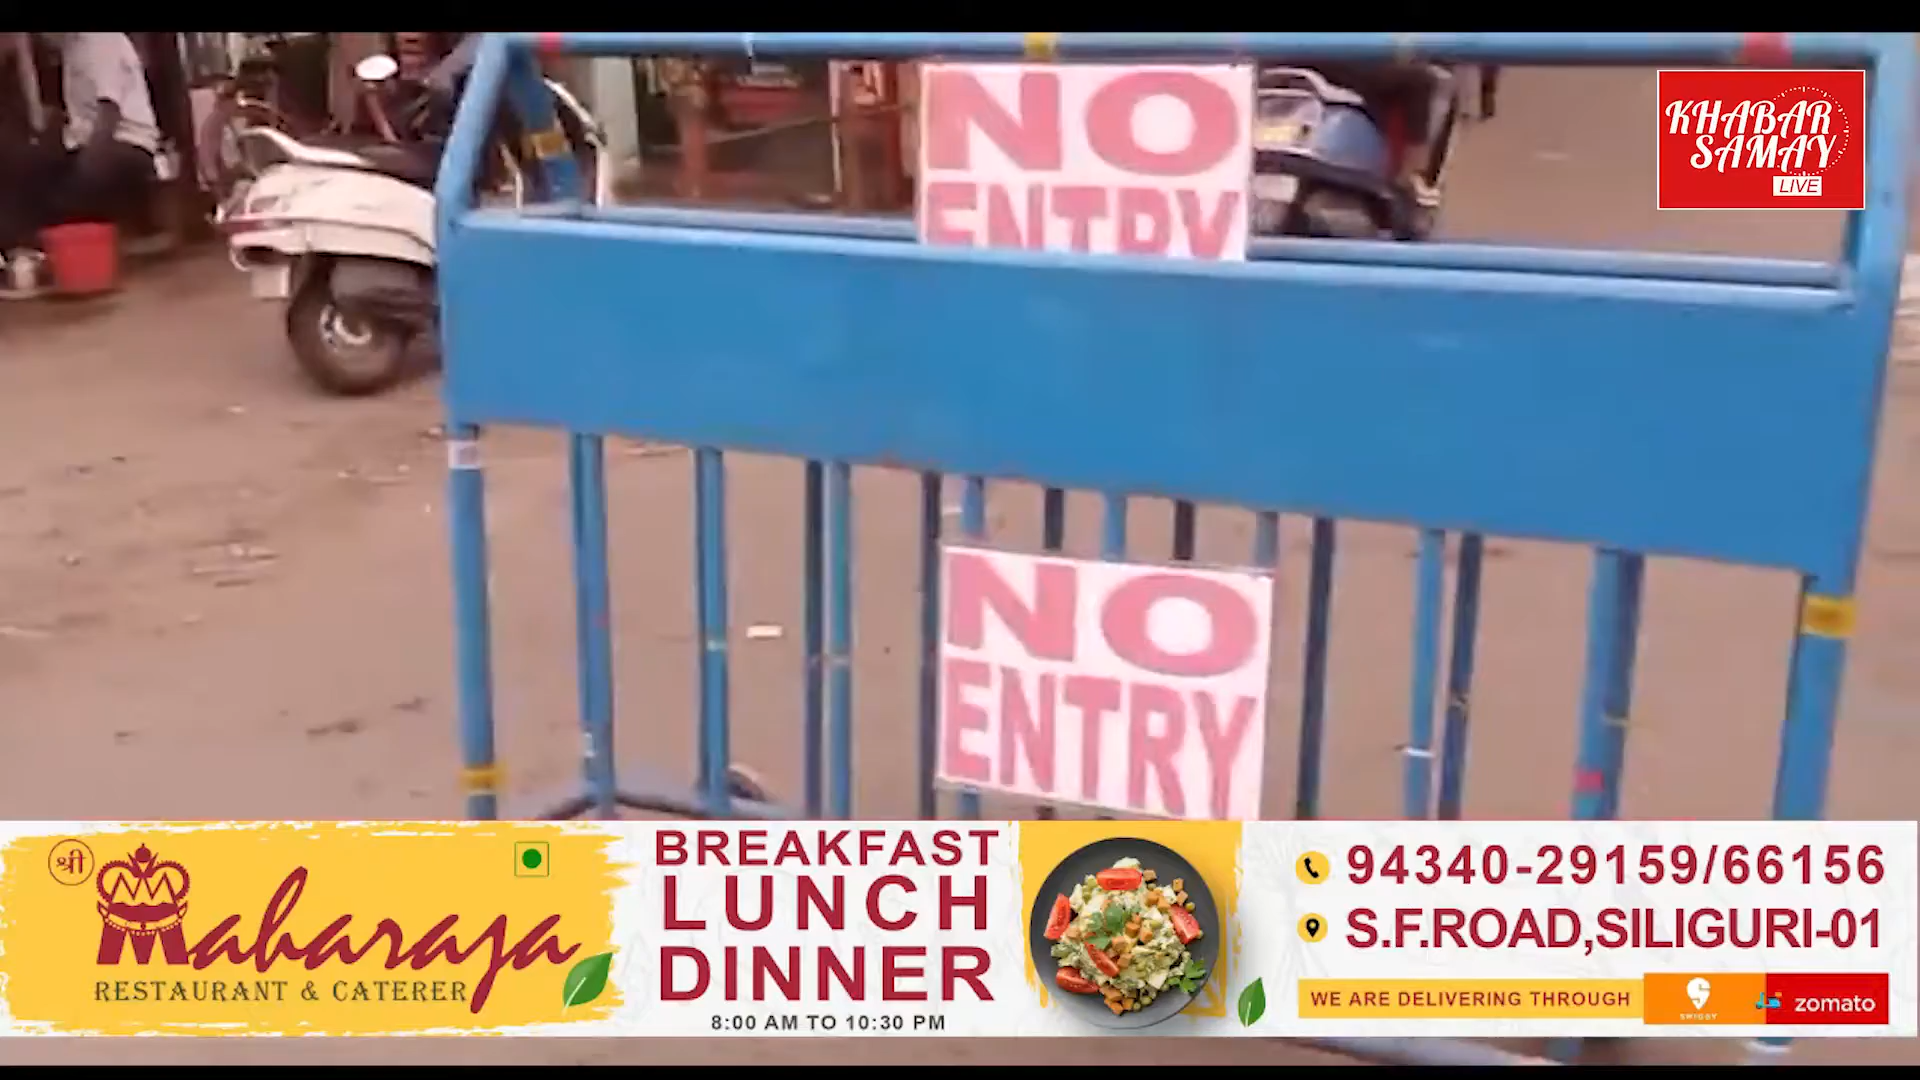 NO
ENTRY
KHABAR
SAMAY
LIVE
NO
ENTRY
श्री
Maharaja
RESTAURANT & CATERER
BREAKFAST
LUNCH
DINNER
8:00 AM TO 10:30 PM
94340-29159/66156
S.F.ROAD,SILIGURI-01
WE ARE DELIVERING THROUGH
SWIGGY
zomato